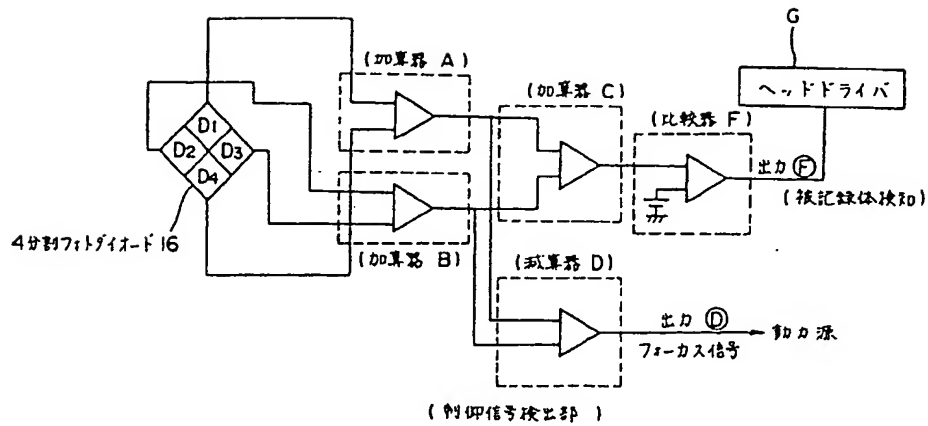 G
ヘッドドライバ
(加算器 A)
(加算器 C)
(比較器 F)
出力 Ⓕ
(被記録体検知)
D1
D2
D3
D4
4分割フォトダイオード 16
(加算器 B)
(減算器 D)
出力 Ⓓ
フォーカス信号
動力源
(制御信号検出部)